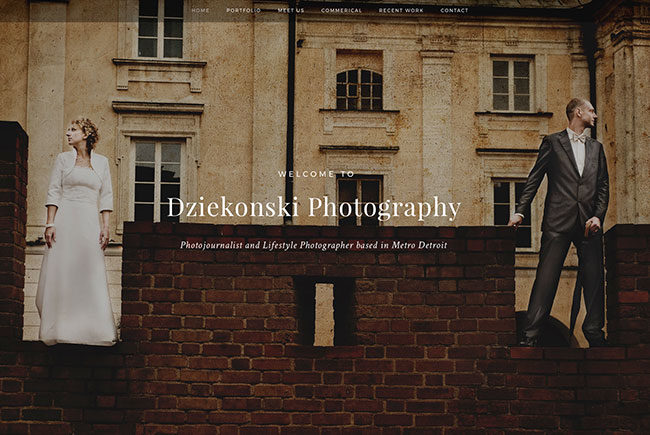 HOME PORTFOLIO MEET US COMMERICAL RECENT WORK CONTACT
WELCOME TO
Dziekonski Photography
Photojournalist and Lifestyle Photographer based in Metro Detroit